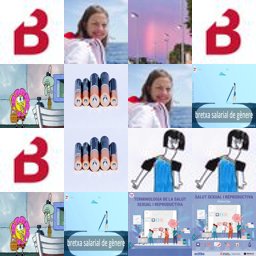 B
B
bretxa salarial de gènere
B
bretxa salarial de gènere
TERMINOLOGIA DE LA SALUT
SEXUAL I REPRODUCTIVA
SALUT SEXUAL I REPRODUCTIVA